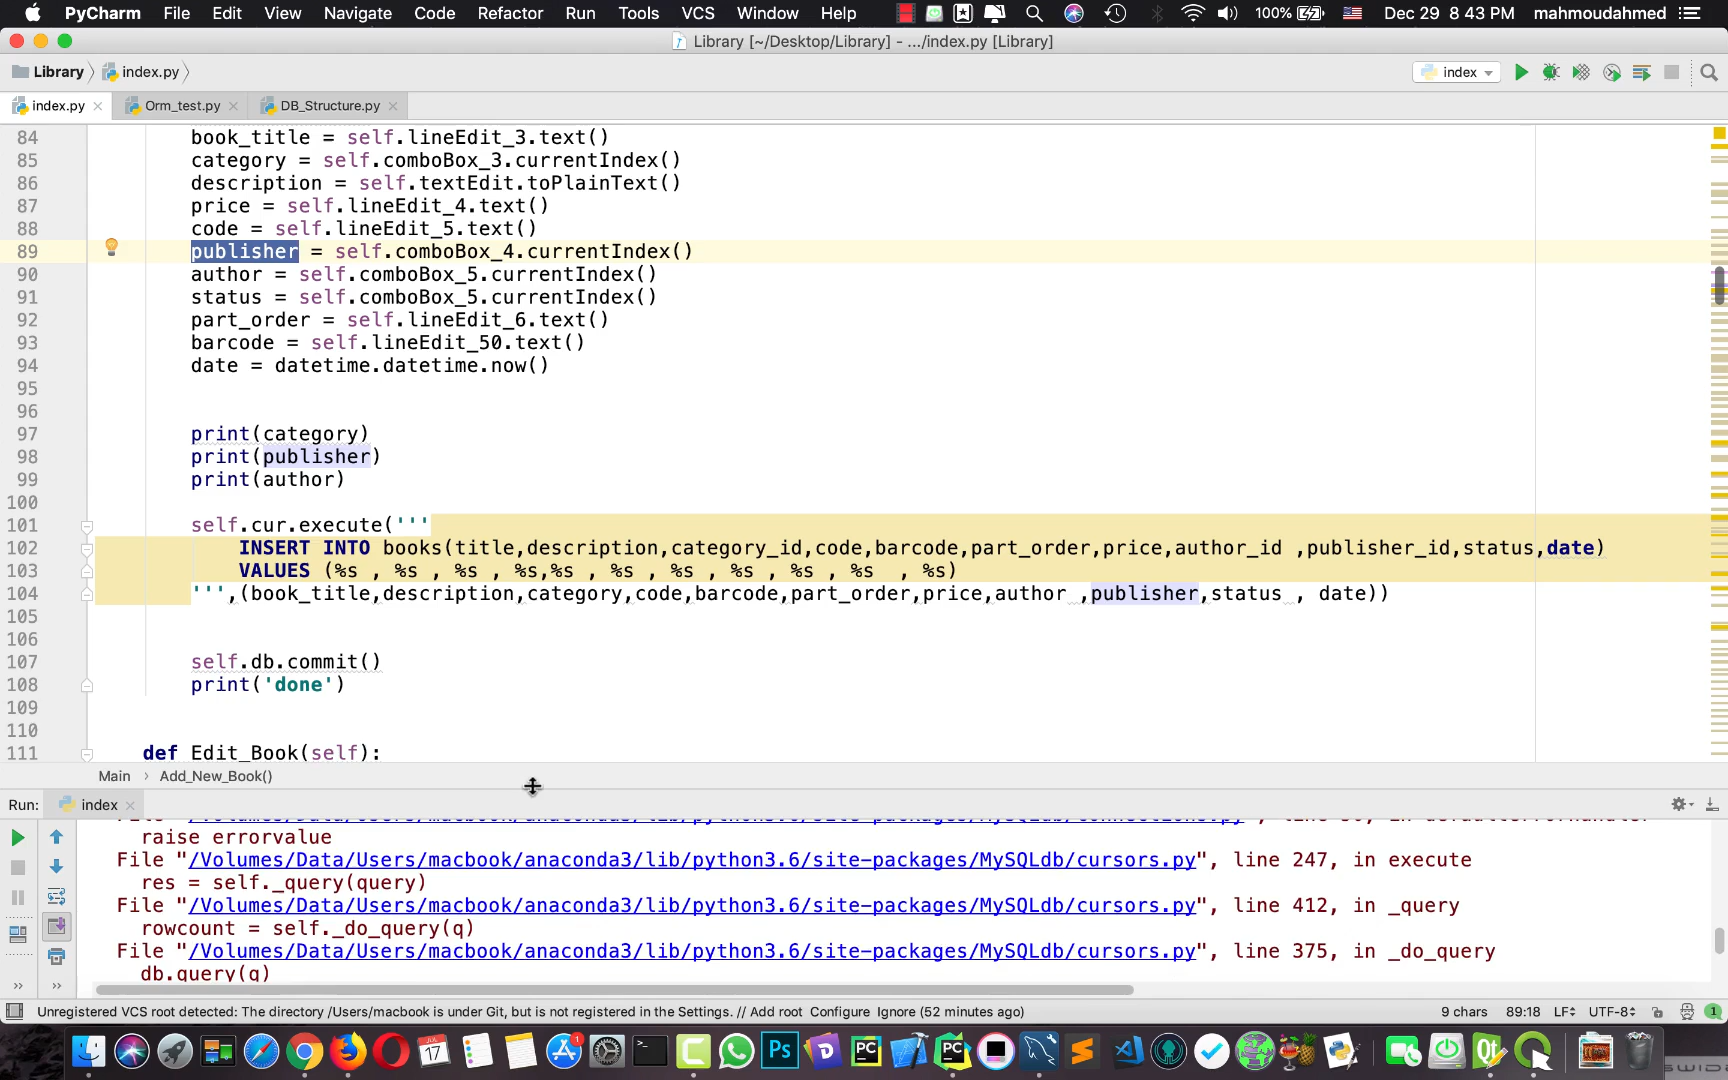 PyCharm File Edit View Navigate Code Refactor Run Tools VCS Window Help 100% Dec 29 8 43 PM mahmoudahmed
Library [~/Desktop/Library] - .../index.py [Library]
Library index.py index
index.py Orm_test.py DB_Structure.py
84 book_title = self.lineEdit_3.text()
85 category = self.comboBox_3.currentIndex()
86 description = self.textEdit.toPlainText()
87 price = self.lineEdit_4.text()
88 code = self.lineEdit_5.text()
89 publisher = self.comboBox_4.currentIndex()
90 author = self.comboBox_5.currentIndex()
91 status = self.comboBox_5.currentIndex()
92 part_order = self.lineEdit_6.text()
93 barcode = self.lineEdit_50.text()
94 date = datetime.datetime.now()
95
96
97 print(category)
98 print(publisher)
99 print(author)
100
101 self.cur.execute('''
102 INSERT INTO books(title,description,category_id,code,barcode,part_order,price,author_id ,publisher_id,status,date)
103 VALUES (%s , %s , %s , %s,%s , %s , %s , %s , %s , %s  , %s)
104 ''',(book_title,description,category,code,barcode,part_order,price,author ,publisher,status , date))
105
106
107 self.db.commit()
108 print('done')
109
110
111 def Edit_Book(self):
Main › Add_New_Book()
Run: index
raise errorvalue
File "/Volumes/Data/Users/macbook/anaconda3/lib/python3.6/site-packages/MySQLdb/cursors.py", line 247, in execute
res = self._query(query)
File "/Volumes/Data/Users/macbook/anaconda3/lib/python3.6/site-packages/MySQLdb/cursors.py", line 412, in _query
rowcount = self._do_query(q)
File "/Volumes/Data/Users/macbook/anaconda3/lib/python3.6/site-packages/MySQLdb/cursors.py", line 375, in _do_query
db.query(q)
Unregistered VCS root detected: The directory /Users/macbook is under Git, but is not registered in the Settings. // Add root Configure Ignore (52 minutes ago) 9 chars 89:18 LF UTF-8 1
JUL 17 1 Ps PC PC Qt